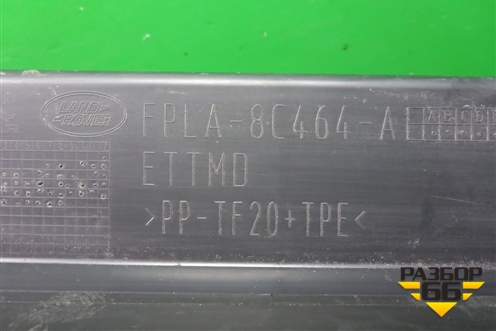 LAND-
ROVER
FPLA-8C464-A
ETTMD
>PP-TF20+TPE<
РАЗБОР
66